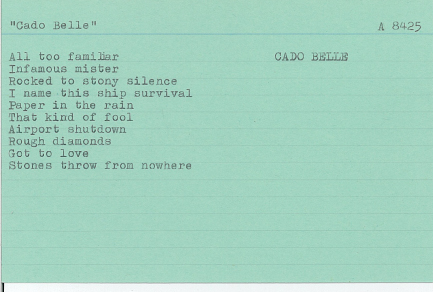 "Cado Belle" A 8425
All too familiar CADO BELLE
Infamous mister
Rocked to stony silence
I name this ship survival
Paper in the rain
That kind of fool
Airport shutdown
Rough diamonds
Got to love
Stones throw from nowhere